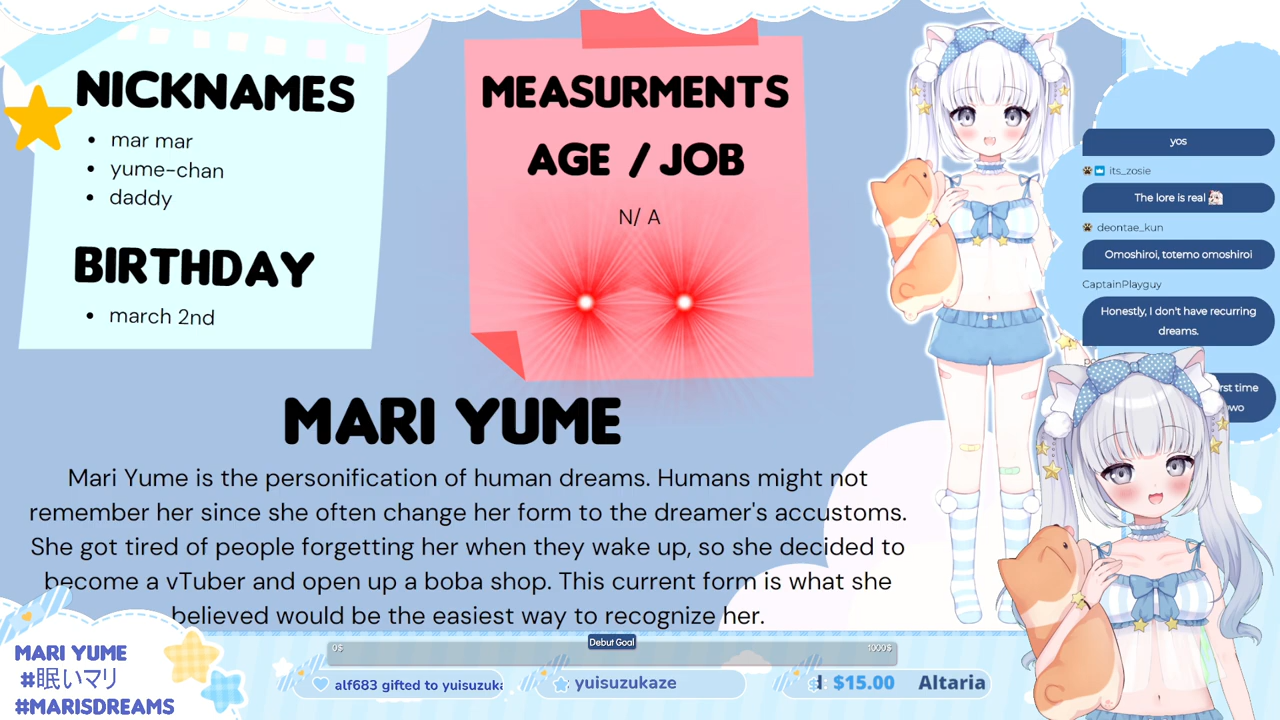 NICKNAMES
mar mar
yume-chan
daddy
BIRTHDAY
march 2nd
MEASURMENTS
AGE / JOB
N/ A
MARI YUME
Mari Yume is the personification of human dreams. Humans might not
remember her since she often change her form to the dreamer's accustoms.
She got tired of people forgetting her when they wake up, so she decided to
become a vTuber and open up a boba shop. This current form is what she
believed would be the easiest way to recognize her.
yos
its_zosie
The lore is real
deontae_kun
Omoshiroi, totemo omoshiroi
CaptainPlayguy
Honestly, I don't have recurring
dreams.
time
MARI YUME
#眠いマリ
#MARISDREAMS
Debut Goal
0$
1000$
alf683 gifted to
yuisuzukaze
$15.00
Altaria